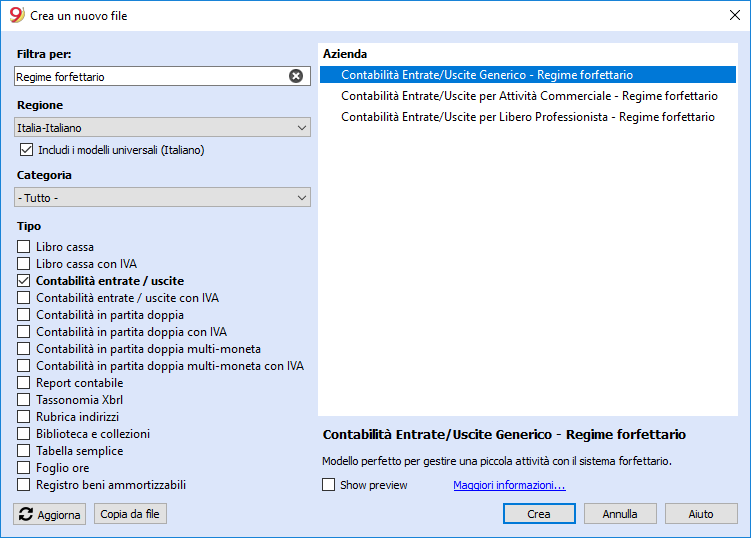 9 Crea un nuovo file
Filtra per:
Regime forfettario
Regione
Italia-Italiano
Includi i modelli universali (Italiano)
Categoria
- Tutto -
Tipo
Libro cassa
Libro cassa con IVA
Contabilità entrate / uscite
Contabilità entrate / uscite con IVA
Contabilità in partita doppia
Contabilità in partita doppia con IVA
Contabilità in partita doppia multi-moneta
Contabilità in partita doppia multi-moneta con IVA
Report contabile
Tassonomia Xbrl
Rubrica indirizzi
Biblioteca e collezioni
Tabella semplice
Foglio ore
Registro beni ammortizzabili
Aggiorna
Copia da file
Azienda
Contabilità Entrate/Uscite Generico - Regime forfettario
Contabilità Entrate/Uscite per Attività Commerciale - Regime forfettario
Contabilità Entrate/Uscite per Libero Professionista - Regime forfettario
Contabilità Entrate/Uscite Generico - Regime forfettario
Modello perfetto per gestire una piccola attività con il sistema forfettario.
Show preview
Maggiori informazioni...
Crea
Annulla
Aiuto